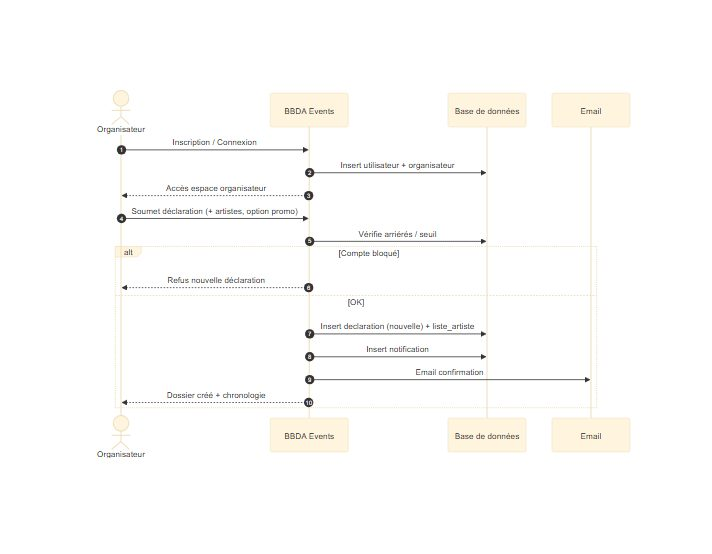 BBDA Events
Base de données
Email
Organisateur
Inscription / Connexion
1
Insert utilisateur + organisateur
2
Accès espace organisateur
3
Soumet déclaration (+ artistes, option promo)
4
Vérifie arriérés / seuil
5
alt
[Compte bloqué]
Refus nouvelle déclaration
6
[OK]
Insert declaration (nouvelle) + liste_artiste
7
Insert notification
8
Email confirmation
9
Dossier créé + chronologie
10
BBDA Events
Base de données
Email
Organisateur